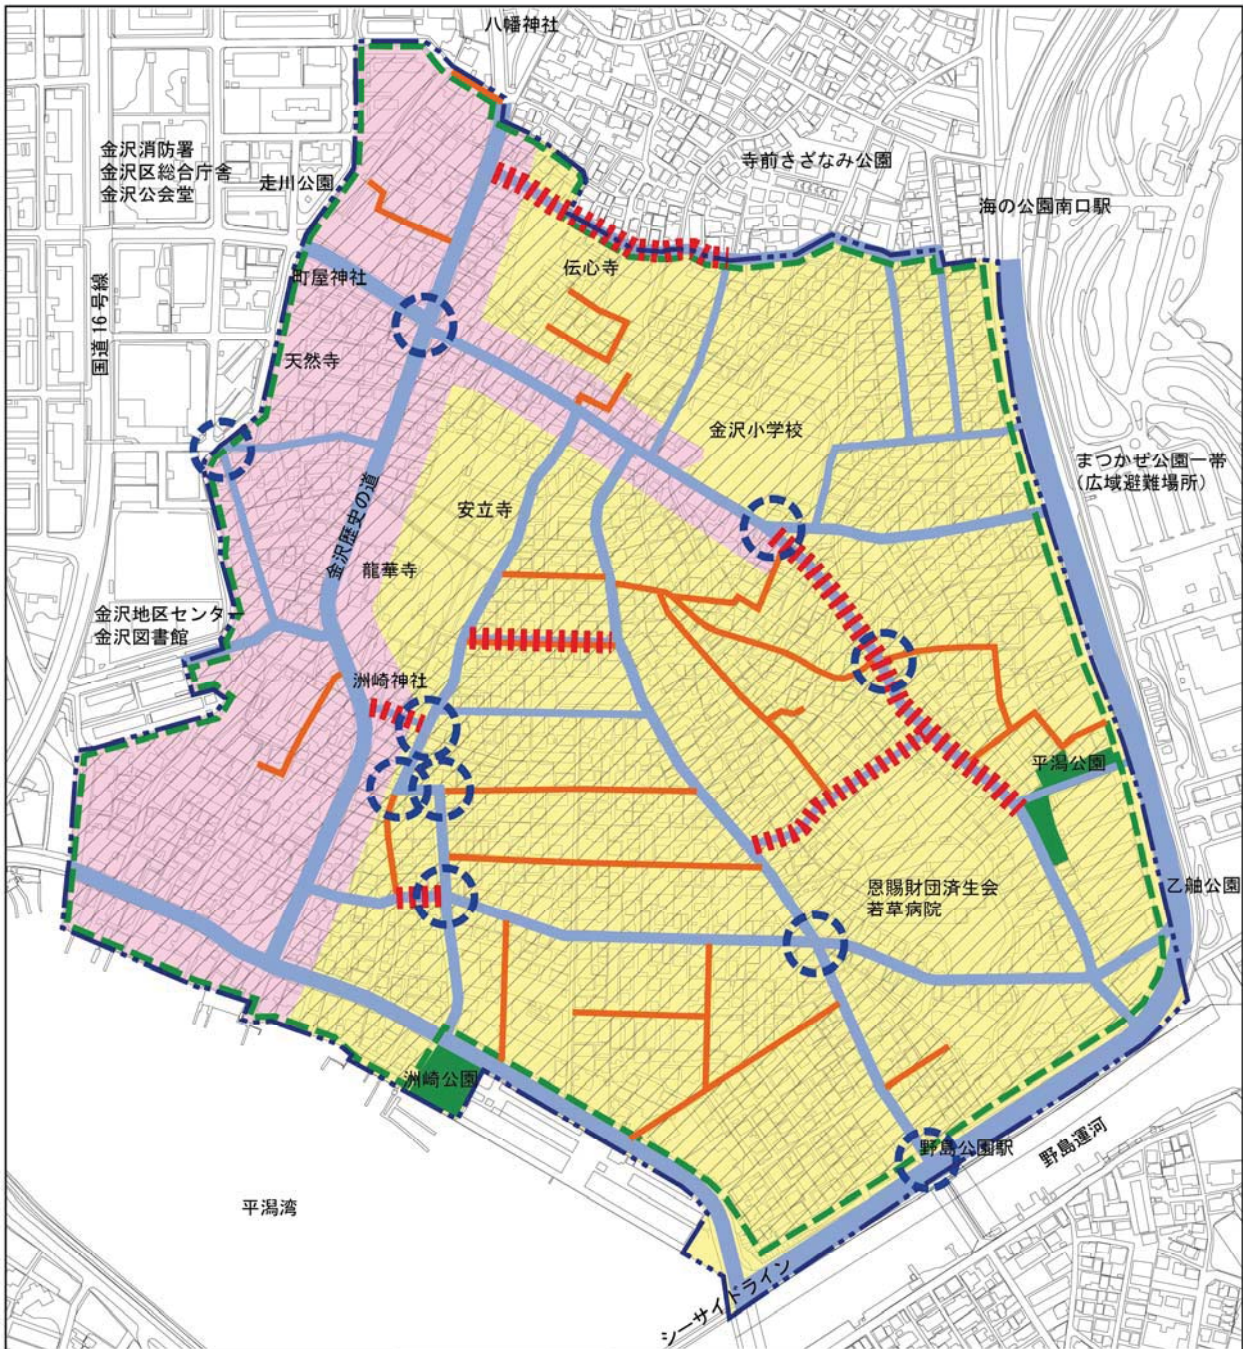 八幡神社
金沢消防署
金沢区総合庁舎
金沢公会堂
走川公園
寺前さざなみ公園
海の公園南口駅
町屋神社
伝心寺
国道16号線
天然寺
金沢小学校
まつかぜ公園一帯
(広域避難場所)
安立寺
金沢歴史の道
龍華寺
金沢地区センター
金沢図書館
洲崎神社
平潟公園
恩賜財団済生会
若草病院
乙舳公園
洲崎公園
野島公園駅
野島運河
平潟湾
シーサイドライン